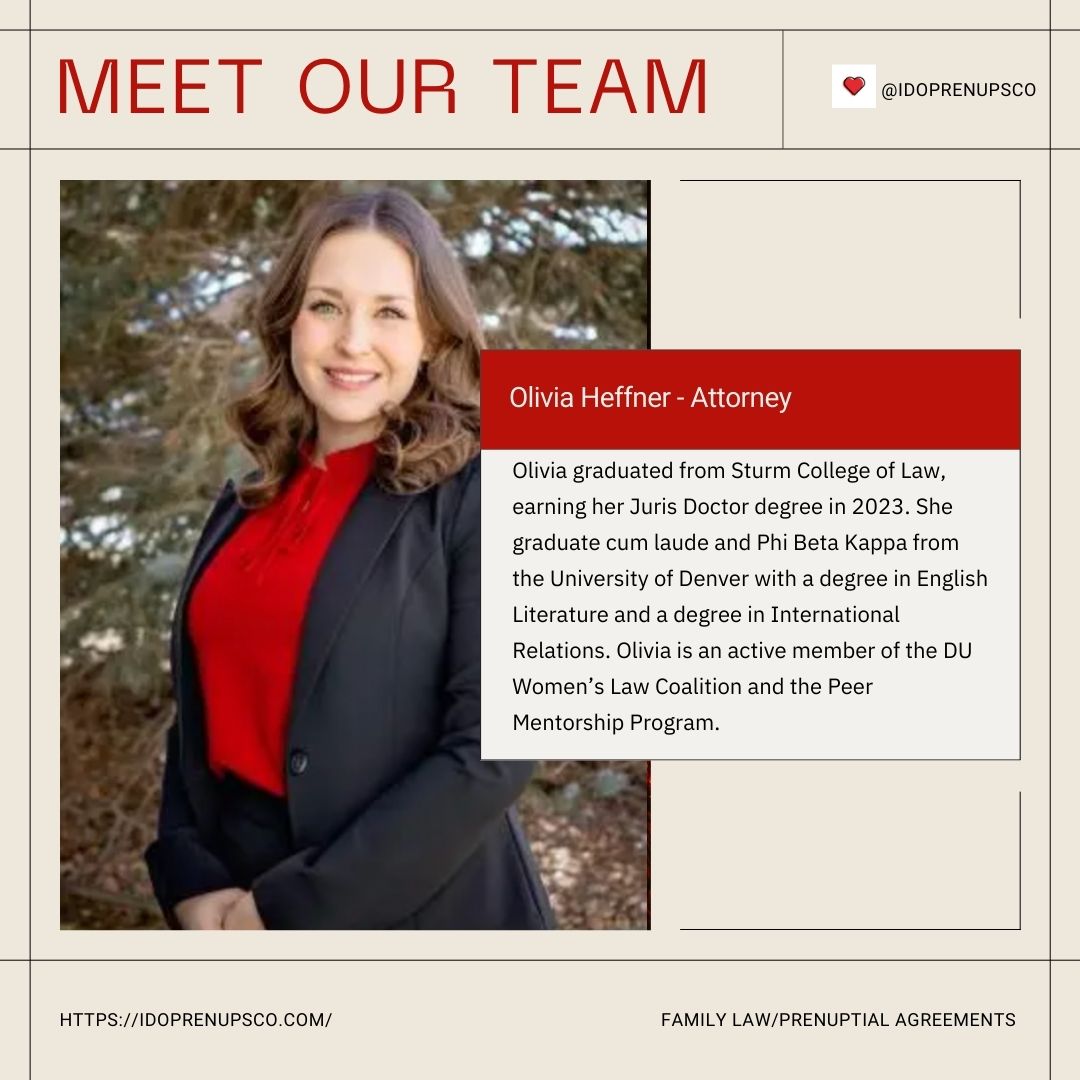 MEET OUR TEAM
@IDOPRENUPSCO
Olivia Heffner - Attorney
Olivia graduated from Sturm College of Law,
earning her Juris Doctor degree in 2023. She
graduate cum laude and Phi Beta Kappa from
the University of Denver with a degree in English
Literature and a degree in International
Relations. Olivia is an active member of the DU
Women’s Law Coalition and the Peer
Mentorship Program.
HTTPS://IDOPRENUPSCO.COM/
FAMILY LAW/PRENUPTIAL AGREEMENTS